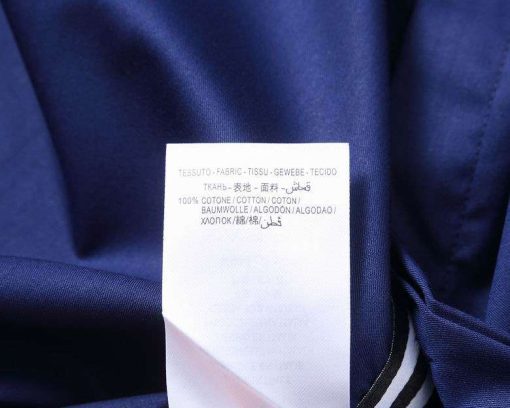 TESSUTO - FABRIC - TISSU - GEWEBE - TECIDO
ТКАНЬ - 表地 - 面料 - قماش
100% COTONE / COTTON / COTON /
BAUMWOLLE / ALGODÓN / ALGODAO /
ХЛОПОК / 綿 / 棉 / قطن